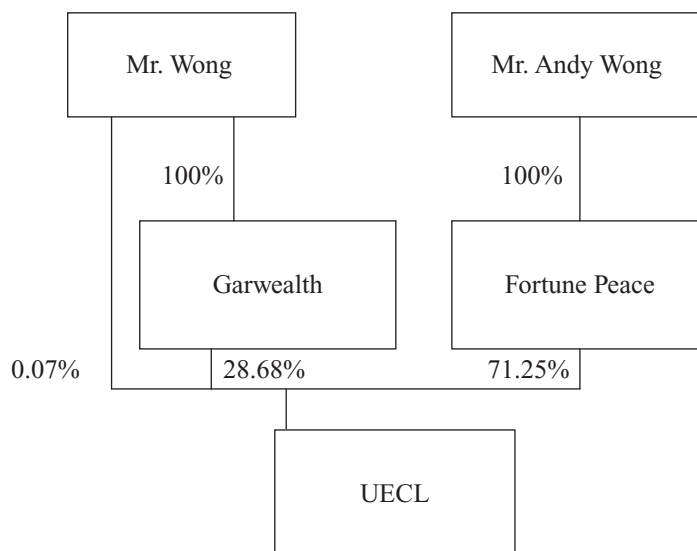 Mr. Wong
Mr. Andy Wong
100%
100%
Garwealth
Fortune Peace
0.07%
28.68%
71.25%
UECL